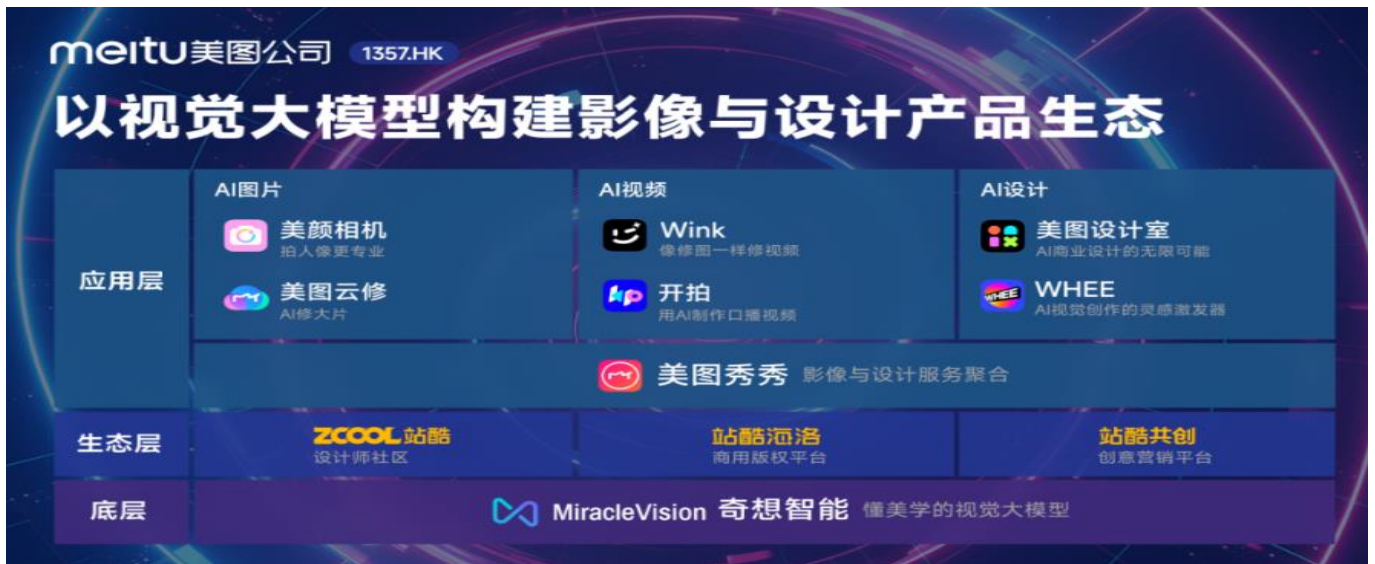 meitu美图公司 1357.HK
以视觉大模型构建影像与设计产品生态
应用层
AI图片
美颜相机
拍人像更专业
美图云修
AI修大片
AI视频
Wink
像修图一样修视频
开拍
用AI制作口播视频
AI设计
美图设计室
AI商业设计的无限可能
WHEE
WHEE
AI视觉创作的灵感激发器
美图秀秀 影像与设计服务聚合
生态层
ZCOOL站酷
设计师社区
站酷海洛
商用版权平台
站酷共创
创意营销平台
底层
MiracleVision 奇想智能 懂美学的视觉大模型